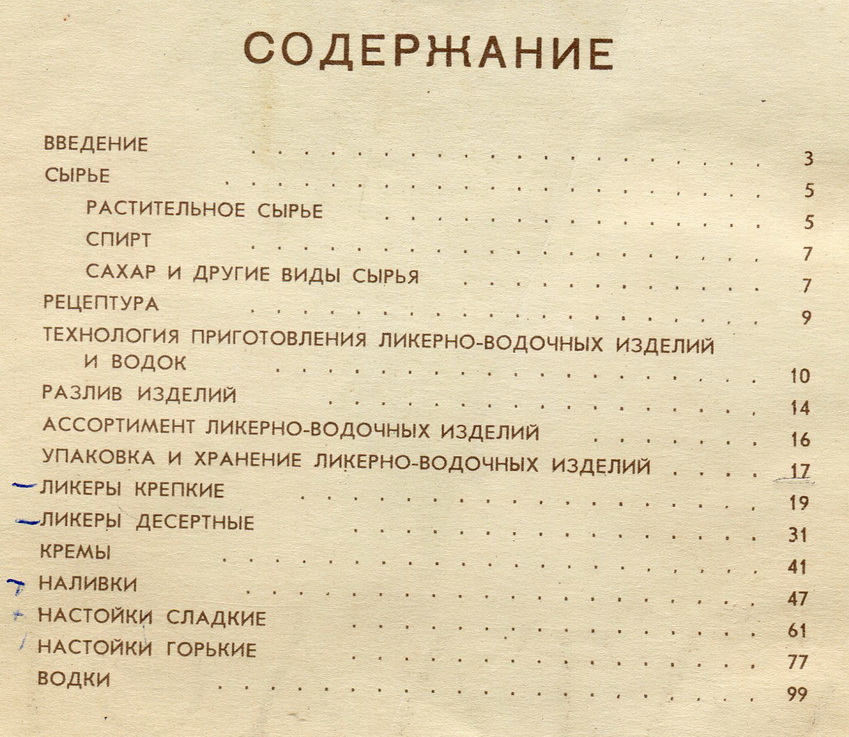 СОДЕРЖАНИЕ
ВВЕДЕНИЕ . . . . . . . . . . . . . . . . . . . . 3
СЫРЬЕ . . . . . . . . . . . . . . . . . . . . . 5
РАСТИТЕЛЬНОЕ СЫРЬЕ . . . . . . . . . . . . . . . 5
СПИРТ . . . . . . . . . . . . . . . . . . . . 7
САХАР И ДРУГИЕ ВИДЫ СЫРЬЯ . . . . . . . . . . . . 7
РЕЦЕПТУРА . . . . . . . . . . . . . . . . . . . . 9
ТЕХНОЛОГИЯ ПРИГОТОВЛЕНИЯ ЛИКЕРНО-ВОДОЧНЫХ ИЗДЕЛИЙ
И ВОДОК . . . . . . . . . . . . . . . . . . . 10
РАЗЛИВ ИЗДЕЛИЙ . . . . . . . . . . . . . . . . . 14
АССОРТИМЕНТ ЛИКЕРНО-ВОДОЧНЫХ ИЗДЕЛИЙ . . . . . . . 16
УПАКОВКА И ХРАНЕНИЕ ЛИКЕРНО-ВОДОЧНЫХ ИЗДЕЛИЙ . . . . 17
ЛИКЕРЫ КРЕПКИЕ . . . . . . . . . . . . . . . . . . 19
ЛИКЕРЫ ДЕСЕРТНЫЕ . . . . . . . . . . . . . . . . 31
КРЕМЫ . . . . . . . . . . . . . . . . . . . . . 41
НАЛИВКИ . . . . . . . . . . . . . . . . . . . . 47
НАСТОЙКИ СЛАДКИЕ . . . . . . . . . . . . . . . . 61
НАСТОЙКИ ГОРЬКИЕ . . . . . . . . . . . . . . . . 77
ВОДКИ . . . . . . . . . . . . . . . . . . . . . 99